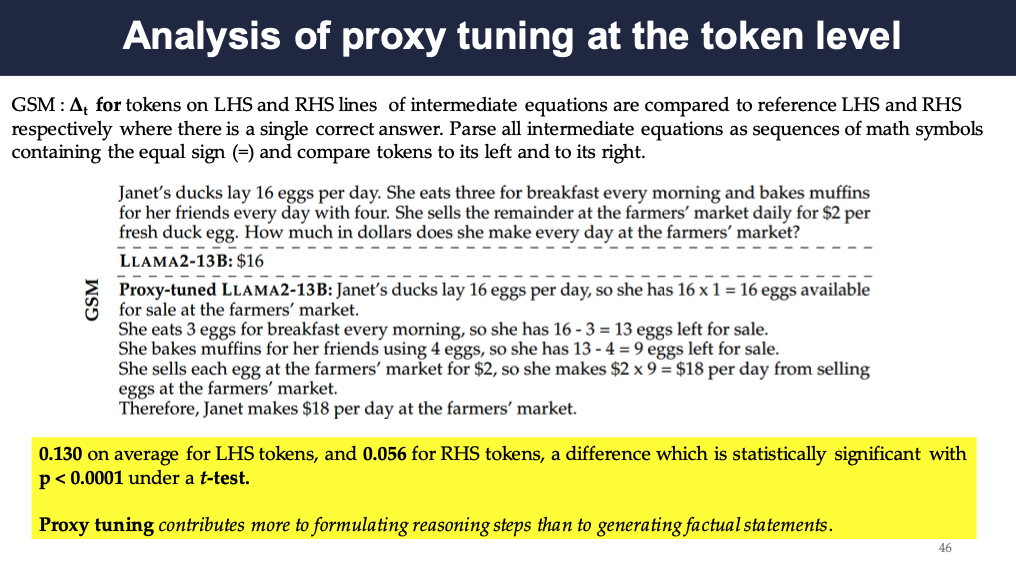 Analysis of proxy tuning at the token level
GSM : Δt for tokens on LHS and RHS lines of intermediate equations are compared to reference LHS and RHS
respectively where there is a single correct answer. Parse all intermediate equations as sequences of math symbols
containing the equal sign (=) and compare tokens to its left and to its right.
Janet's ducks lay 16 eggs per day. She eats three for breakfast every morning and bakes muffins
for her friends every day with four. She sells the remainder at the farmers' market daily for $2 per
fresh duck egg. How much in dollars does she make every day at the farmers' market?
LLAMA2-13B: $16
GSM
Proxy-tuned LLAMA2-13B: Janet's ducks lay 16 eggs per day, so she has 16 x 1 = 16 eggs available
for sale at the farmers' market.
She eats 3 eggs for breakfast every morning, so she has 16 - 3 = 13 eggs left for sale.
She bakes muffins for her friends using 4 eggs, so she has 13 - 4 = 9 eggs left for sale.
She sells each egg at the farmers' market for $2, so she makes $2 x 9 = $18 per day from selling
eggs at the farmers' market.
Therefore, Janet makes $18 per day at the farmers' market.
0.130 on average for LHS tokens, and 0.056 for RHS tokens, a difference which is statistically significant with
p < 0.0001 under a t-test.
Proxy tuning contributes more to formulating reasoning steps than to generating factual statements.
46